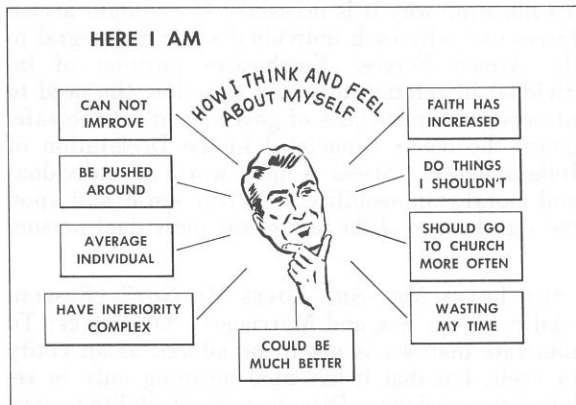 HERE I AM
HOW I THINK AND FEEL
ABOUT MYSELF
CAN NOT
IMPROVE
BE PUSHED
AROUND
AVERAGE
INDIVIDUAL
HAVE INFERIORITY
COMPLEX
COULD BE
MUCH BETTER
FAITH HAS
INCREASED
DO THINGS
I SHOULDN'T
SHOULD GO
TO CHURCH
MORE OFTEN
WASTING
MY TIME